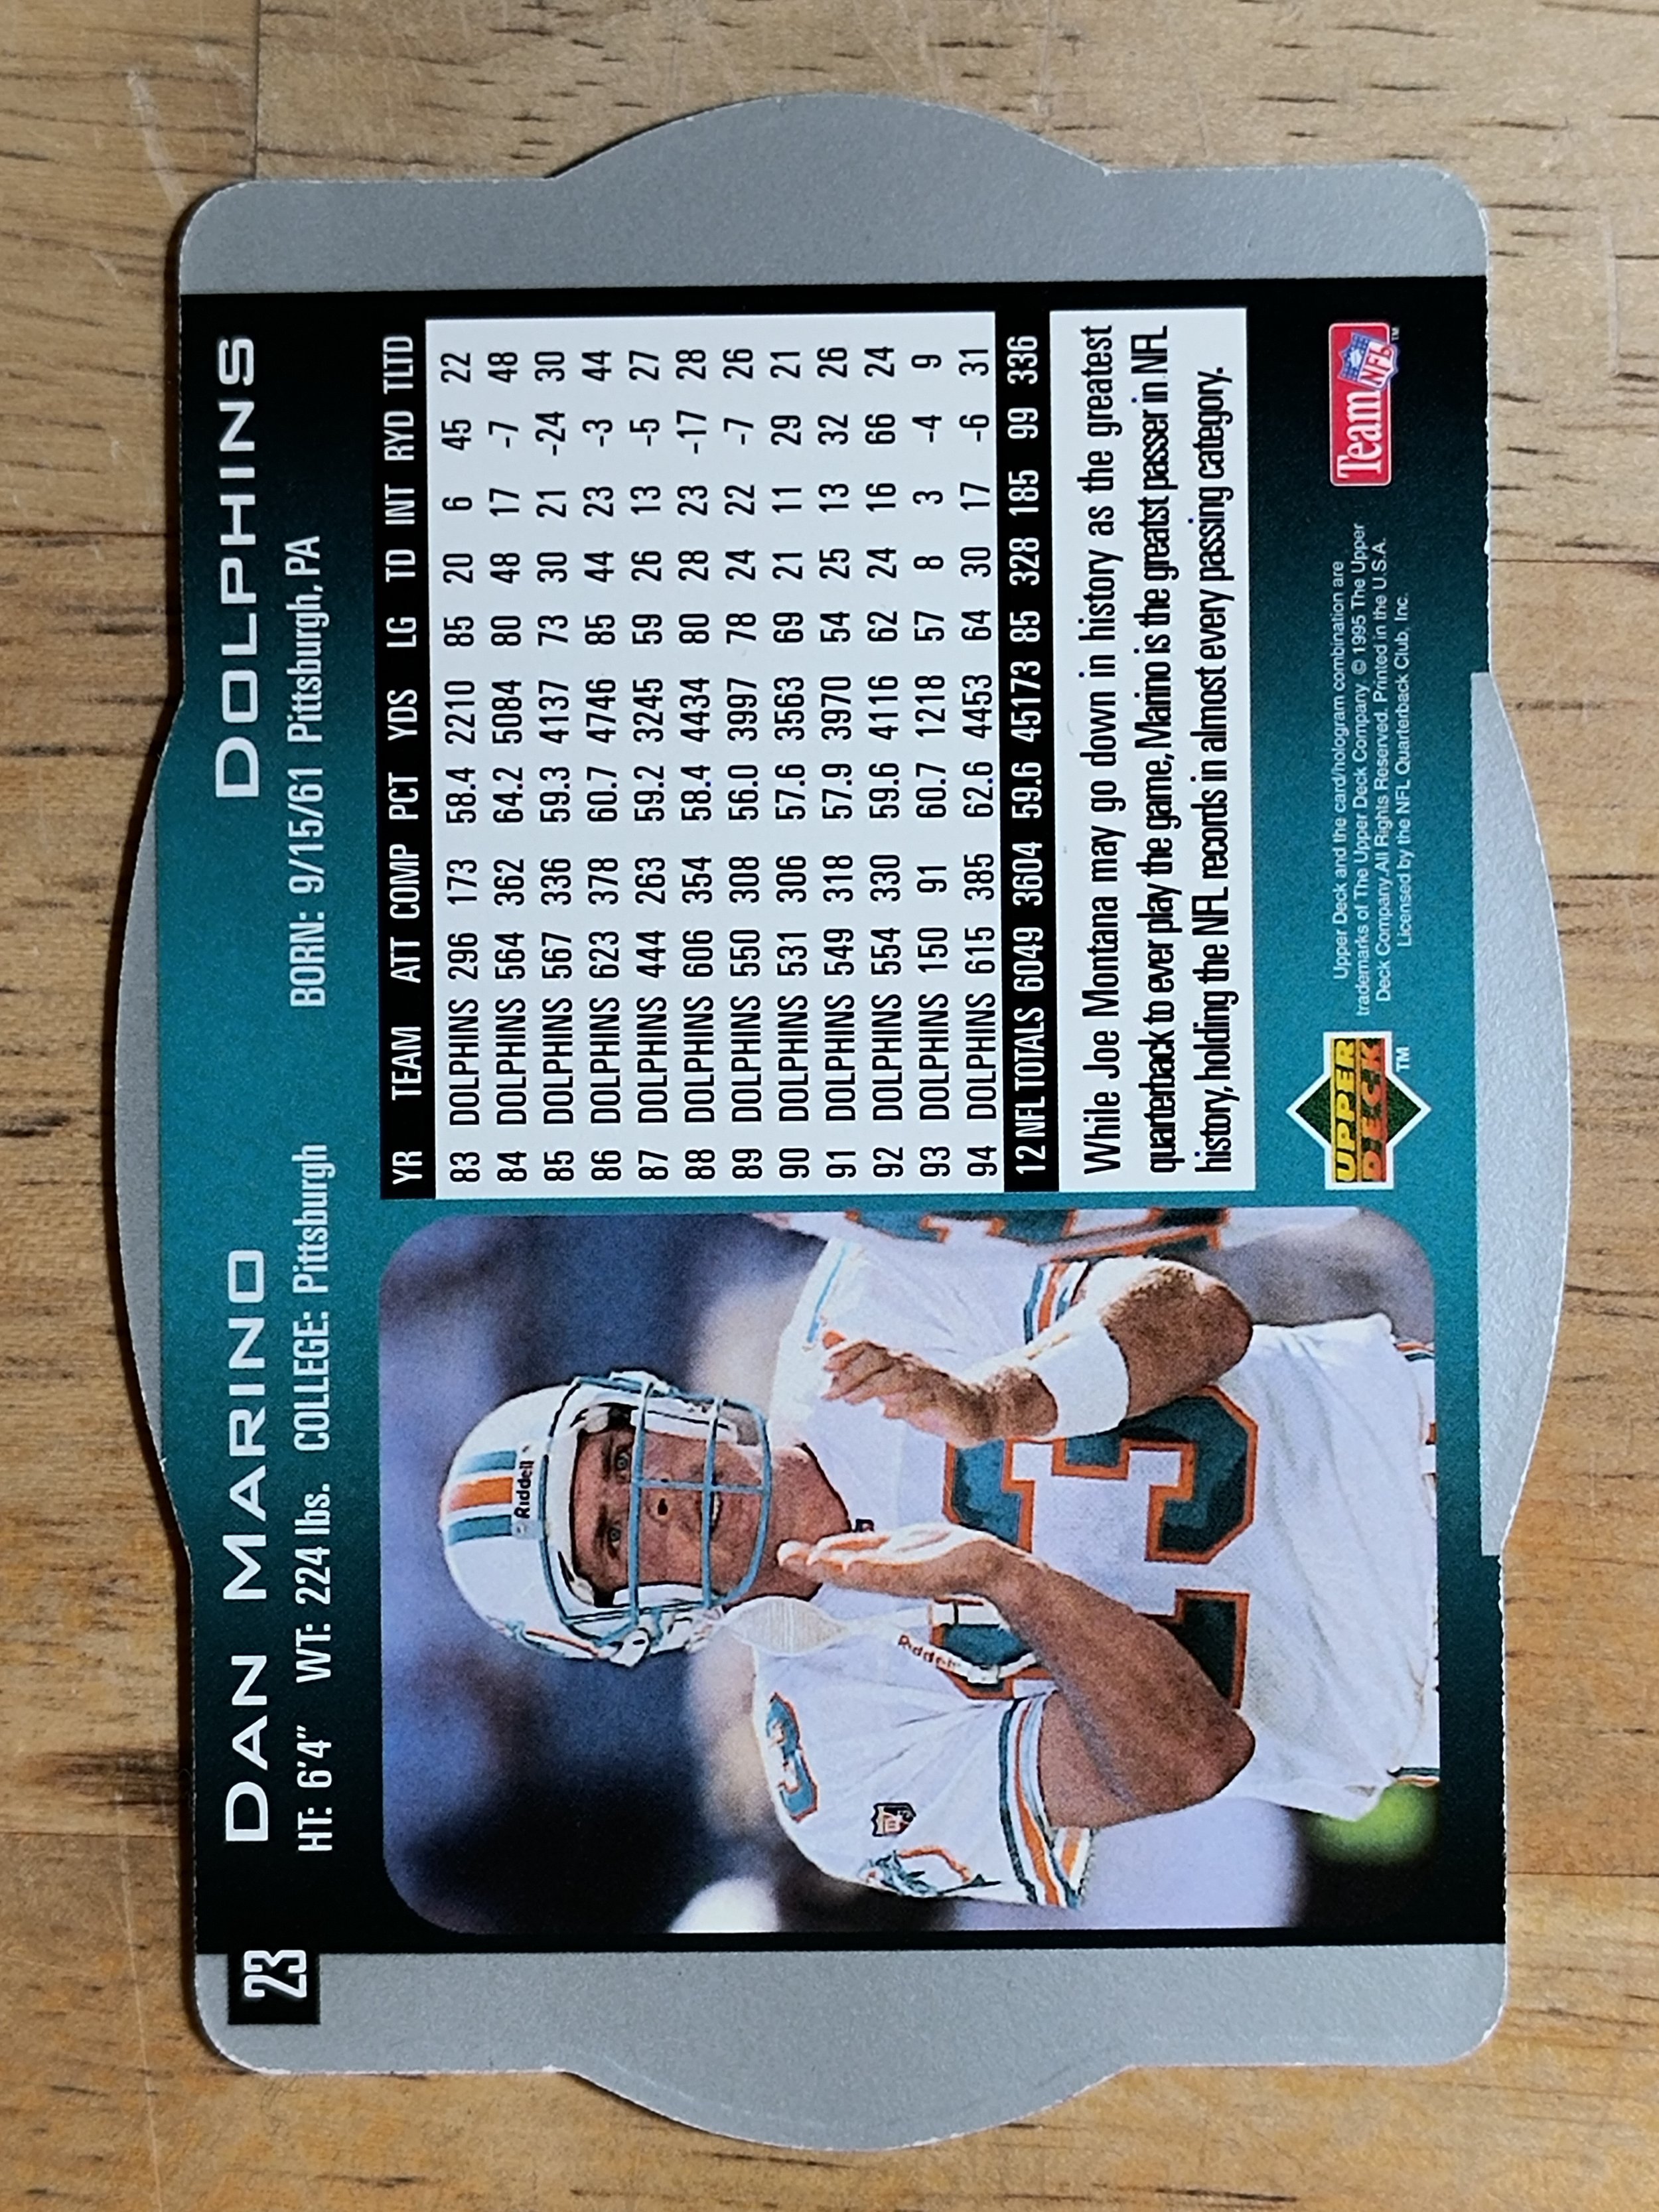 23
DAN MARINO DOLPHINS
HT: 6'4" WT: 224 lbs. COLLEGE: Pittsburgh BORN: 9/15/61 Pittsburgh, PA
YR TEAM ATT COMP PCT YDS LG TD INT RYD TLTD
83 DOLPHINS 296 173 58.4 2210 85 20 6 45 22
84 DOLPHINS 564 362 64.2 5084 80 48 17 -7 48
85 DOLPHINS 567 336 59.3 4137 73 30 21 -24 30
86 DOLPHINS 623 378 60.7 4746 85 44 23 -3 44
87 DOLPHINS 444 263 59.2 3245 59 26 13 -5 27
88 DOLPHINS 606 354 58.4 4434 80 28 23 -17 28
89 DOLPHINS 550 308 56.0 3997 78 24 22 -7 26
90 DOLPHINS 531 306 57.6 3563 69 21 11 29 21
91 DOLPHINS 549 318 57.9 3970 54 25 13 32 26
92 DOLPHINS 554 330 59.6 4116 62 24 16 66 24
93 DOLPHINS 150 91 60.7 1218 57 8 3 -4 9
94 DOLPHINS 615 385 62.6 4453 64 30 17 -6 31
12 NFL TOTALS 6049 3604 59.6 45173 85 328 185 99 336
While Joe Montana may go down in history as the greatest
quarterback to ever play the game, Marino is the greatst passer in NFL
history, holding the NFL records in almost every passing category.
Riddell
Riddell
13
3
UPPER
DECK
TM
Upper Deck and the card/hologram combination are
trademarks of The Upper Deck Company. © 1995 The Upper
Deck Company. All Rights Reserved. Printed in the U.S.A.
Licensed by the NFL Quarterback Club, Inc.
Team
NFL
TM